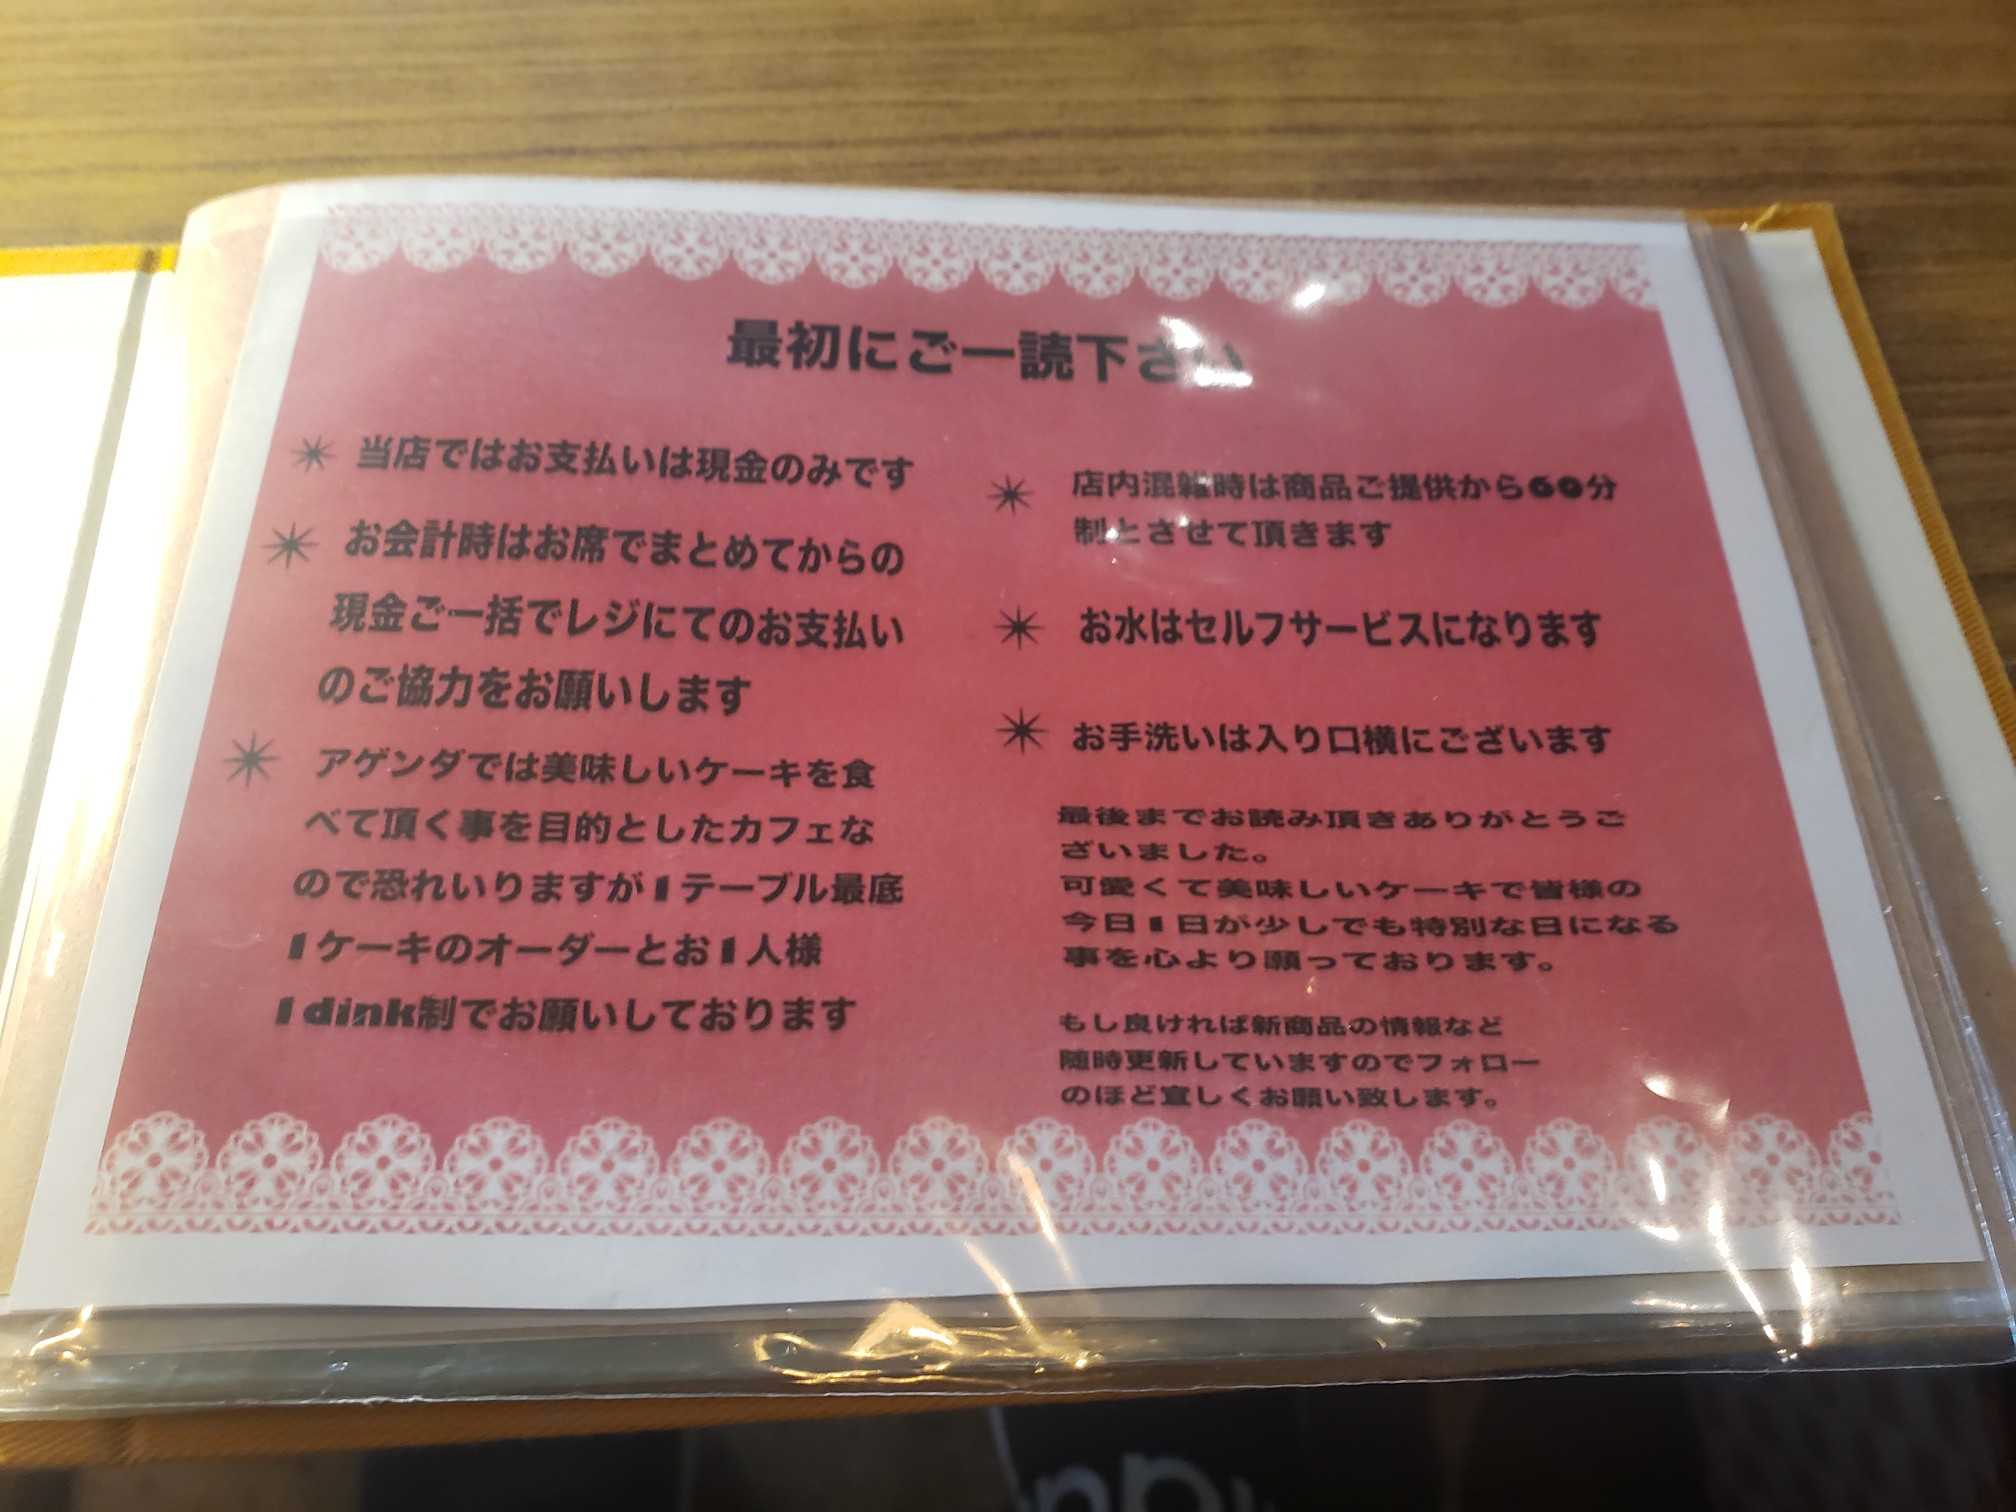 最初にご一読下さい
当店ではお支払いは現金のみです
お会計時はお席でまとめてからの
現金ご一括でレジにてのお支払い
のご協力をお願いします
アゲンダでは美味しいケーキを食
べて頂く事を目的としたカフェな
ので恐れいりますが1テーブル最底
1ケーキのオーダーとお1人様
1dink制でお願いしております
店内混雑時は商品ご提供から60分
制とさせて頂きます
お水はセルフサービスになります
お手洗いは入り口横にございます
最後までお読み頂きありがとうご
ざいました。
可愛くて美味しいケーキで皆様の
今日1日が少しでも特別な日になる
事を心より願っております。
もし良ければ新商品の情報など
随時更新していますのでフォロー
のほど宜しくお願い致します。